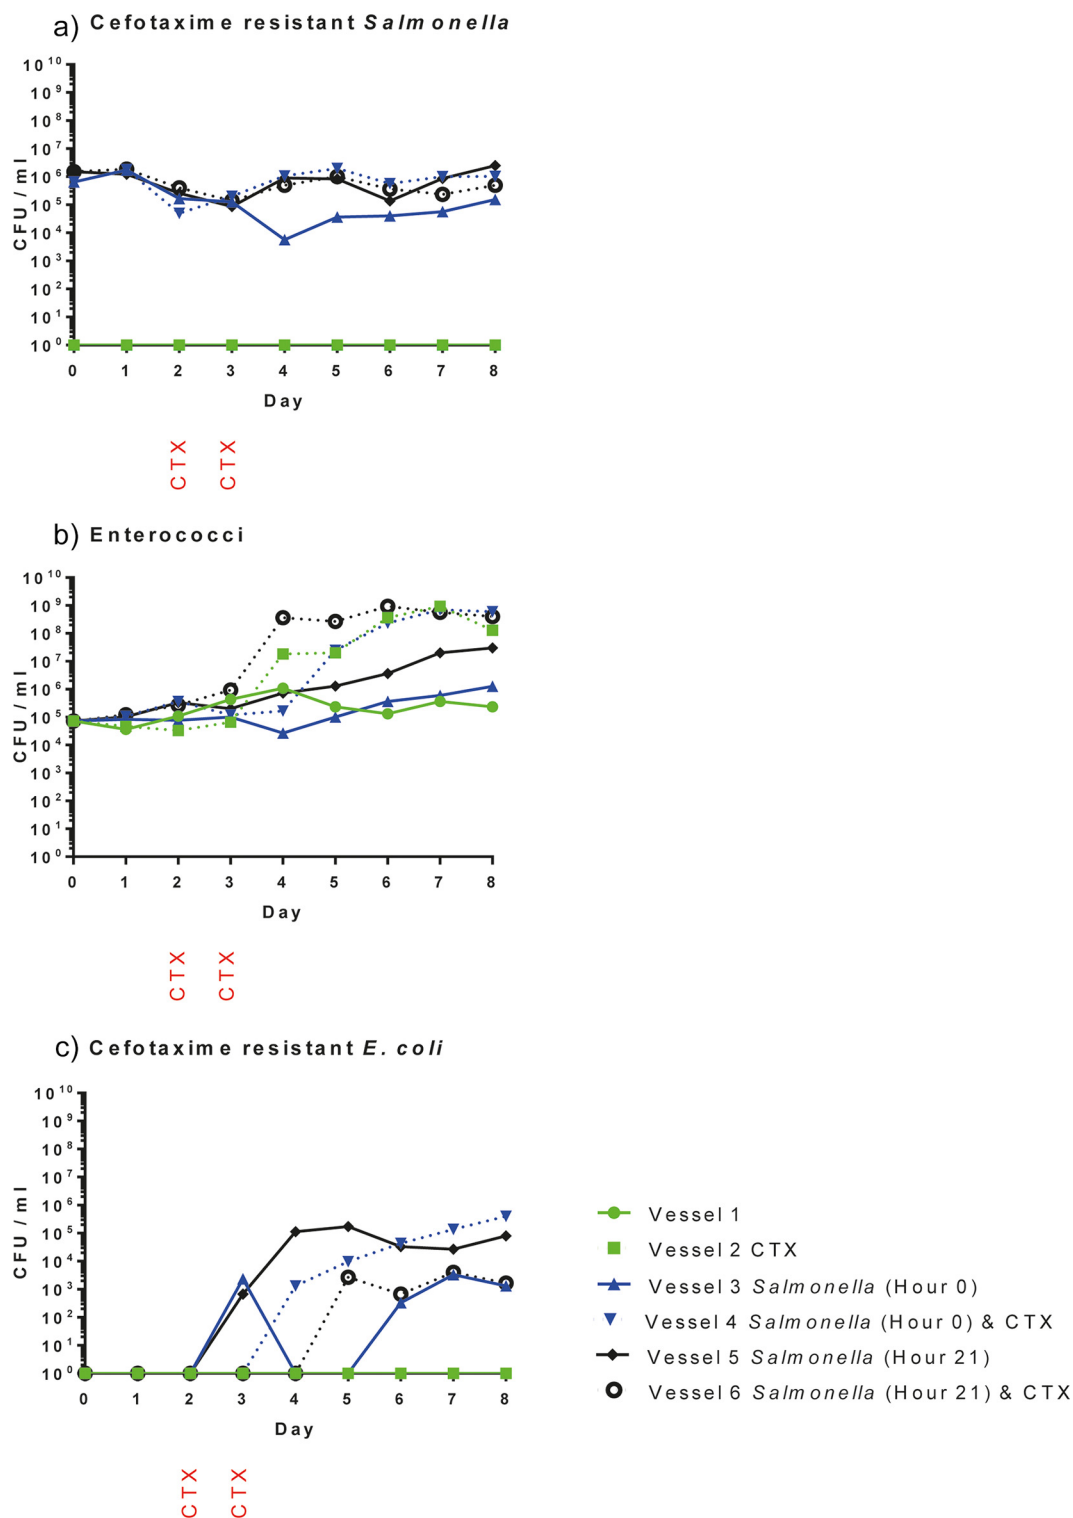 a) Cefotaxime resistant Salmonella
10^10
10^9
10^8
10^7
10^6
10^5
10^4
10^3
10^2
10^1
10^0
CFU / ml
0 1 2 3 4 5 6 7 8
Day
CTX CTX
b) Enterococci
10^10
10^9
10^8
10^7
10^6
10^5
10^4
10^3
10^2
10^1
10^0
CFU / ml
0 1 2 3 4 5 6 7 8
Day
CTX CTX
c) Cefotaxime resistant E. coli
10^10
10^9
10^8
10^7
10^6
10^5
10^4
10^3
10^2
10^1
10^0
CFU / ml
0 1 2 3 4 5 6 7 8
Day
CTX CTX
Vessel 1
Vessel 2 CTX
Vessel 3 Salmonella (Hour 0)
Vessel 4 Salmonella (Hour 0) & CTX
Vessel 5 Salmonella (Hour 21)
Vessel 6 Salmonella (Hour 21) & CTX